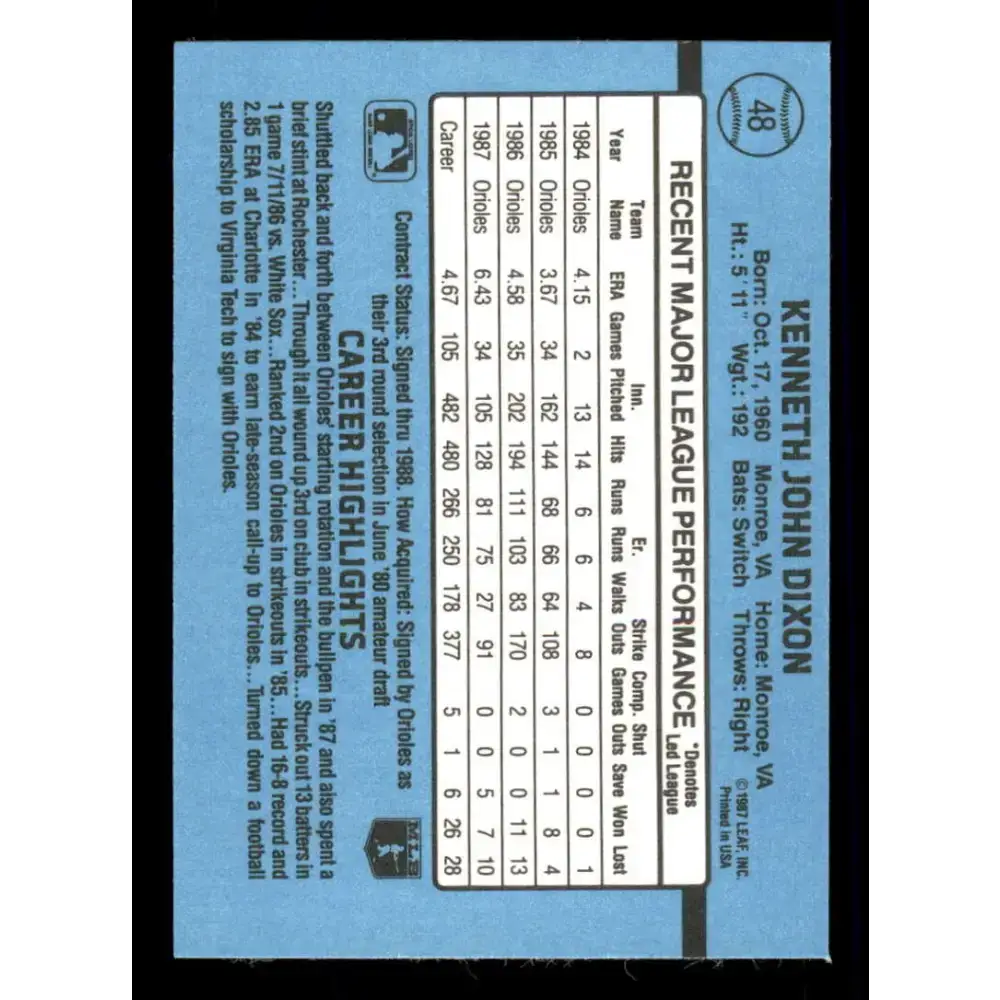 48
KENNETH JOHN DIXON
Born: Oct. 17, 1960 Monroe, VA Home: Monroe, VA
Ht.: 5'11" Wgt.: 192 Bats: Switch Throws: Right
© 1987 LEAF, INC.
Printed in USA
RECENT MAJOR LEAGUE PERFORMANCE *Denotes Led League
Year Team Name ERA Games Inn. Pitched Hits Runs Er. Runs Walks Strike Outs Comp. Games Shut Outs Save Won Lost
1984 Orioles 4.15 2 13 14 6 6 4 8 0 0 0 0 1
1985 Orioles 3.67 34 162 144 68 66 64 108 3 1 1 8 4
1986 Orioles 4.58 35 202 194 111 103 83 170 2 0 0 11 13
1987 Orioles 6.43 34 105 128 81 75 27 91 0 0 5 7 10
Career 4.67 105 482 480 266 250 178 377 5 1 6 26 28
Contract Status: Signed thru 1988. How Acquired: Signed by Orioles as
their 3rd round selection in June '80 amateur draft
MLB
CAREER HIGHLIGHTS
Shuttled back and forth between Orioles' starting rotation and the bullpen in '87 and also spent a
brief stint at Rochester...Through it all wound up 3rd on club in strikeouts...Struck out 13 batters in
1 game 7/11/86 vs. White Sox...Ranked 2nd on Orioles in strikeouts in '85...Had 16-8 record and
2.85 ERA at Charlotte in '84 to earn late-season call-up to Orioles...Turned down a football
scholarship to Virginia Tech to sign with Orioles.